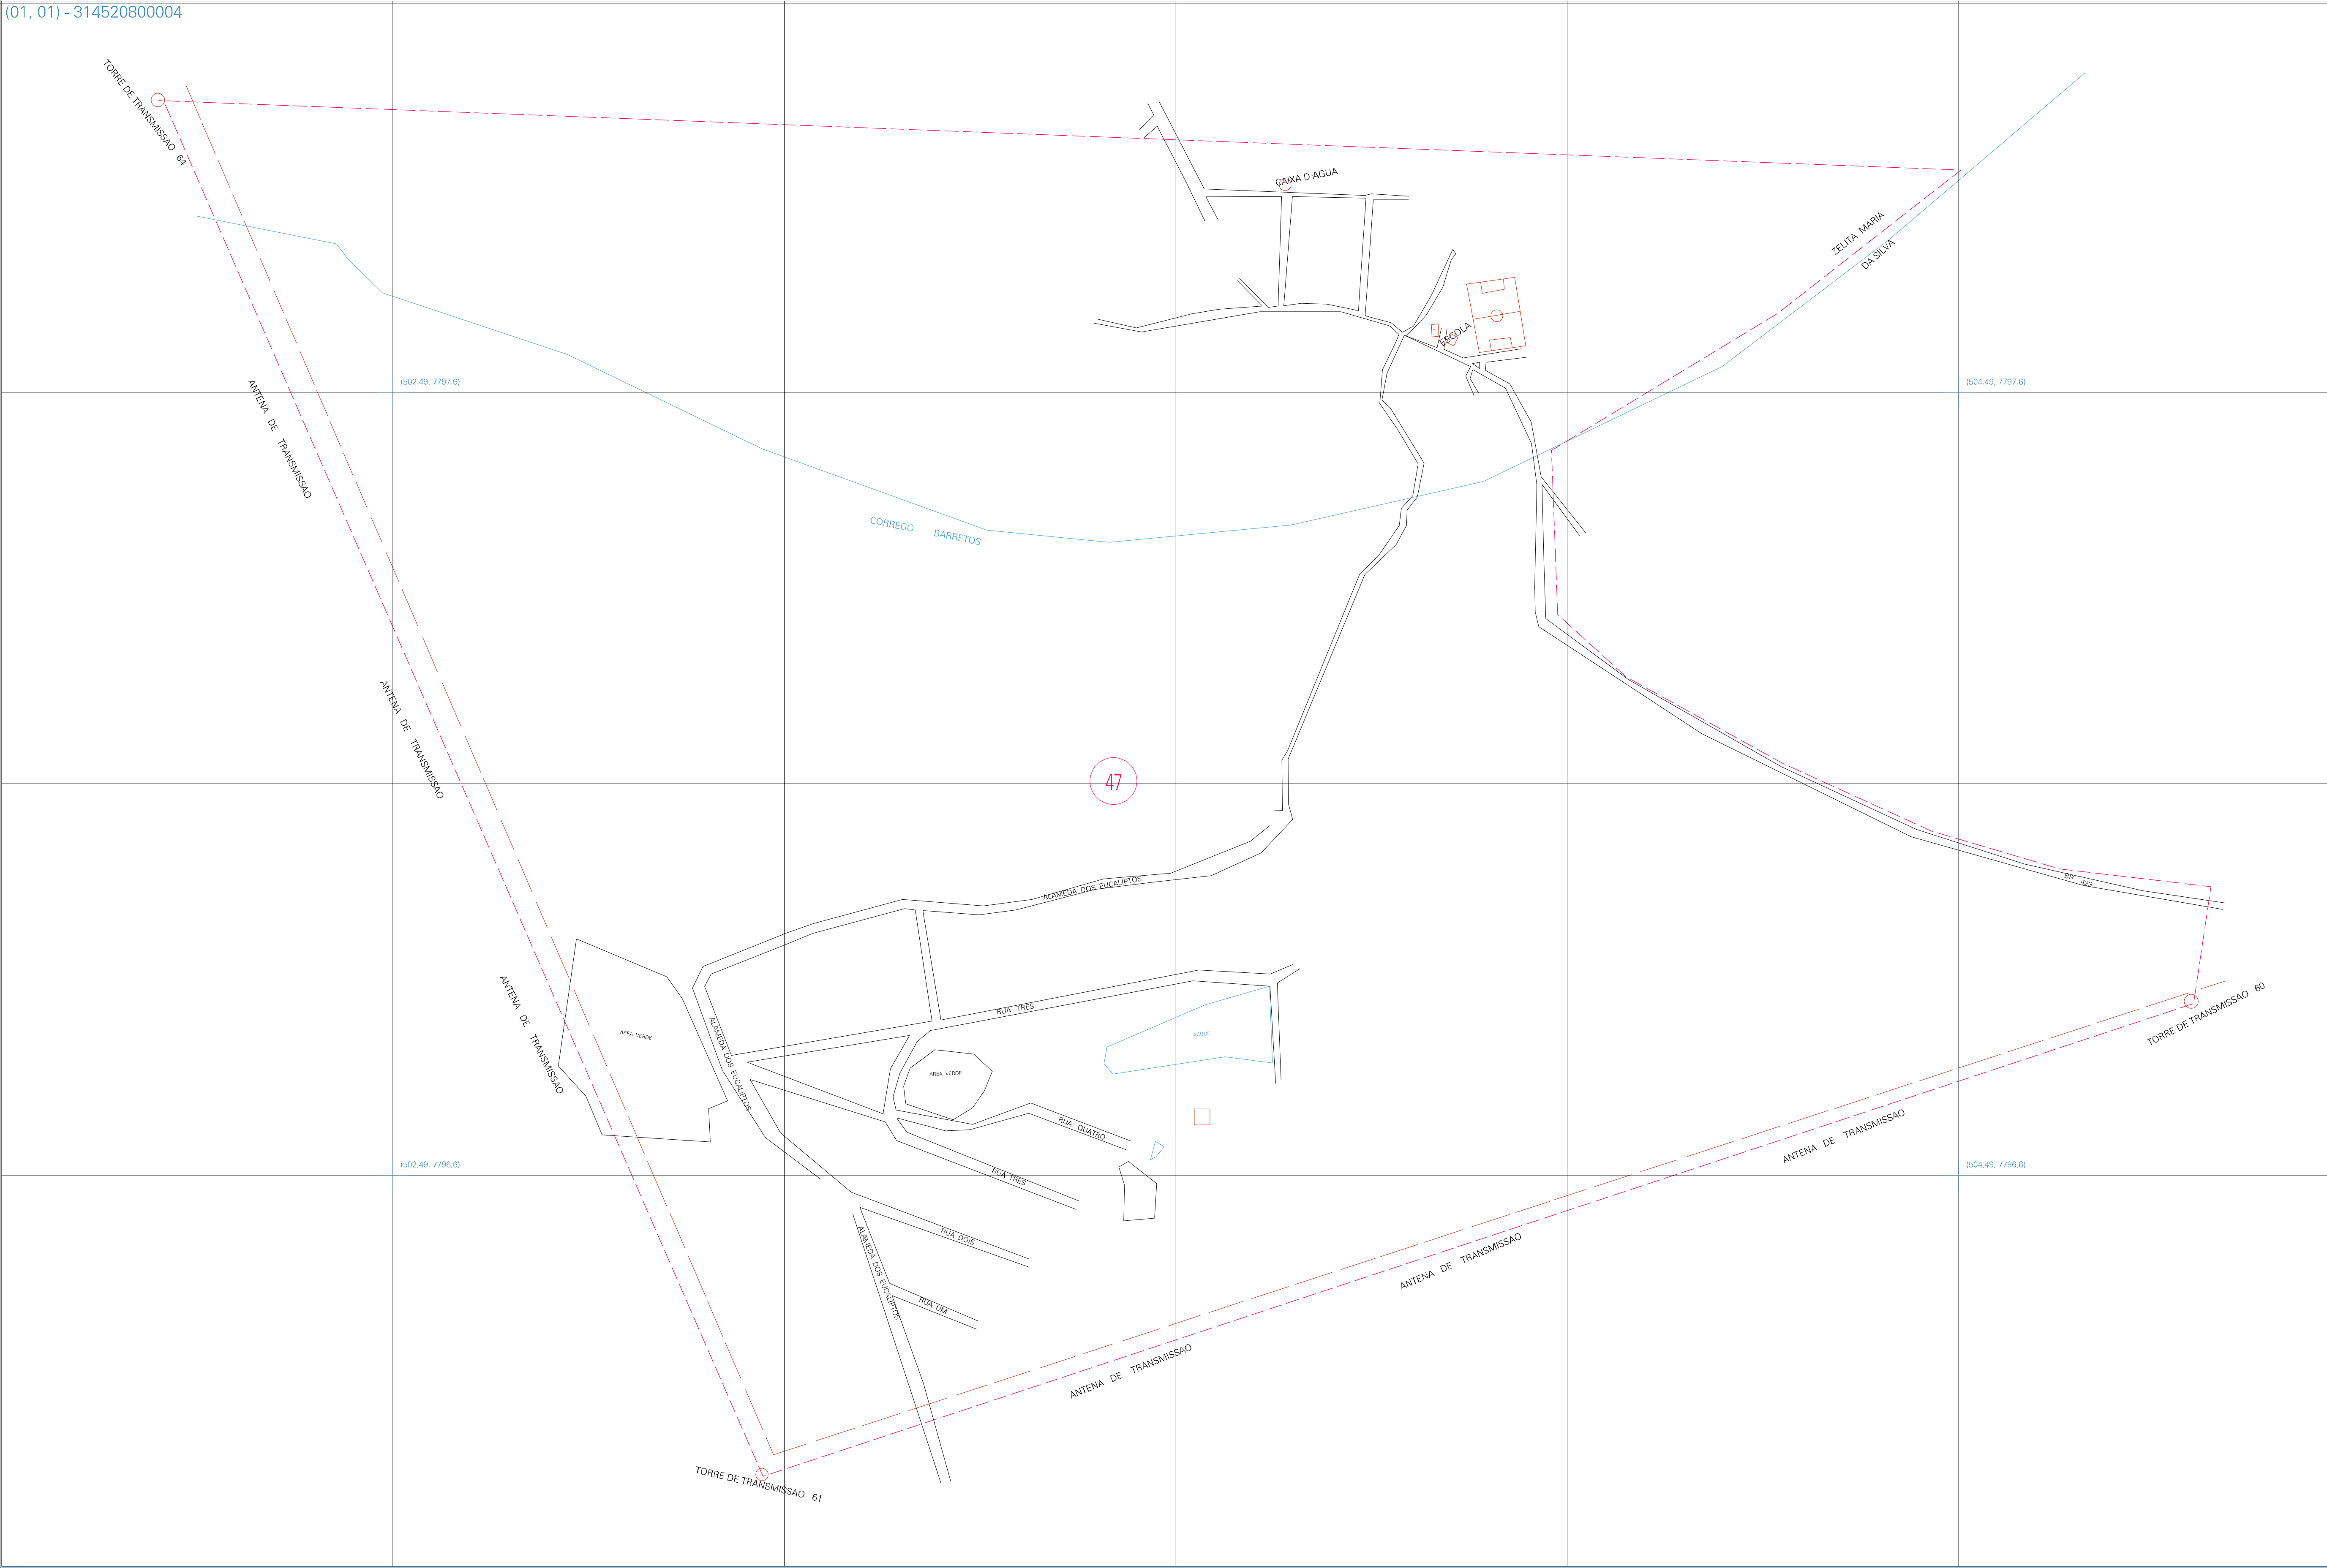 (01, 01) - 314520800004
TORRE DE TRANSMISSAO 64
CAIXA D-AGUA
ZELITA MARIA
DA SILVA
ESCOLA
(502.49, 7797.6)
(504.49, 7797.6)
ANTENA DE TRANSMISSAO
CORREGO BARRETOS
ANTENA DE TRANSMISSAO
47
ALAMEDA DOS EUCALIPTOS
BR 423
ANTENA DE TRANSMISSAO
RUA TRES
TORRE DE TRANSMISSAO 60
AREA VERDE
ALAMEDA DOS EUCALIPTOS
ACUDE
AREA VERDE
RUA QUATRO
ANTENA DE TRANSMISSAO
(502.49, 7796.6)
(504.49, 7796.6)
RUA TRES
RUA DOIS
ALAMEDA DOS EUCALIPTOS
ANTENA DE TRANSMISSAO
RUA UM
ANTENA DE TRANSMISSAO
TORRE DE TRANSMISSAO 61